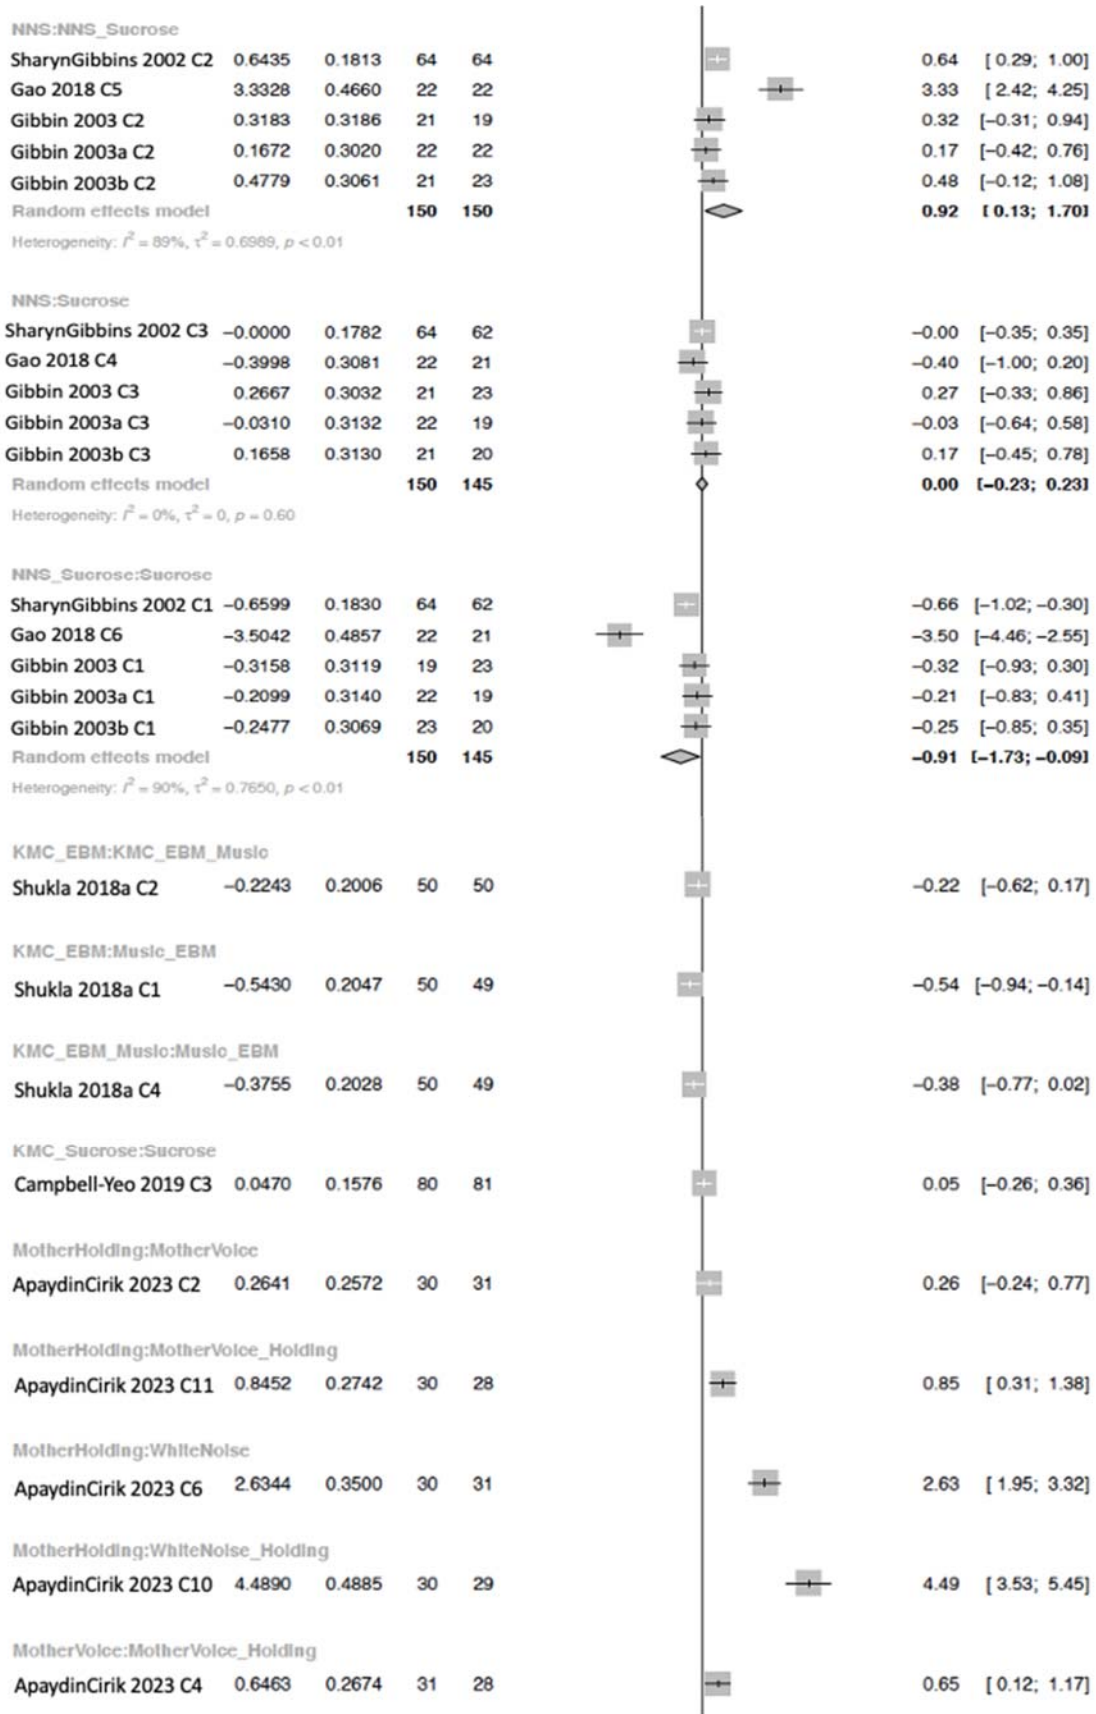 NNS:NNS_Sucrose
SharynGibbins 2002 C2 0.6435 0.1813 64 64 0.64 [ 0.29; 1.00]
Gao 2018 C5 3.3328 0.4660 22 22 3.33 [ 2.42; 4.25]
Gibbin 2003 C2 0.3183 0.3186 21 19 0.32 [−0.31; 0.94]
Gibbin 2003a C2 0.1672 0.3020 22 22 0.17 [−0.42; 0.76]
Gibbin 2003b C2 0.4779 0.3061 21 23 0.48 [−0.12; 1.08]
Random effects model 150 150 0.92 [ 0.13; 1.70]
Heterogeneity: I² = 89%, τ² = 0.6989, p < 0.01
NNS:Sucrose
SharynGibbins 2002 C3 −0.0000 0.1782 64 62 −0.00 [−0.35; 0.35]
Gao 2018 C4 −0.3998 0.3081 22 21 −0.40 [−1.00; 0.20]
Gibbin 2003 C3 0.2667 0.3032 21 23 0.27 [−0.33; 0.86]
Gibbin 2003a C3 −0.0310 0.3132 22 19 −0.03 [−0.64; 0.58]
Gibbin 2003b C3 0.1658 0.3130 21 20 0.17 [−0.45; 0.78]
Random effects model 150 145 0.00 [−0.23; 0.23]
Heterogeneity: I² = 0%, τ² = 0, p = 0.60
NNS_Sucrose:Sucrose
SharynGibbins 2002 C1 −0.6599 0.1830 64 62 −0.66 [−1.02; −0.30]
Gao 2018 C6 −3.5042 0.4857 22 21 −3.50 [−4.46; −2.55]
Gibbin 2003 C1 −0.3158 0.3119 19 23 −0.32 [−0.93; 0.30]
Gibbin 2003a C1 −0.2099 0.3140 22 19 −0.21 [−0.83; 0.41]
Gibbin 2003b C1 −0.2477 0.3069 23 20 −0.25 [−0.85; 0.35]
Random effects model 150 145 −0.91 [−1.73; −0.09]
Heterogeneity: I² = 90%, τ² = 0.7650, p < 0.01
KMC_EBM:KMC_EBM_Music
Shukla 2018a C2 −0.2243 0.2006 50 50 −0.22 [−0.62; 0.17]
KMC_EBM:Music_EBM
Shukla 2018a C1 −0.5430 0.2047 50 49 −0.54 [−0.94; −0.14]
KMC_EBM_Music:Music_EBM
Shukla 2018a C4 −0.3755 0.2028 50 49 −0.38 [−0.77; 0.02]
KMC_Sucrose:Sucrose
Campbell-Yeo 2019 C3 0.0470 0.1576 80 81 0.05 [−0.26; 0.36]
MotherHolding:MotherVoice
ApaydinCirik 2023 C2 0.2641 0.2572 30 31 0.26 [−0.24; 0.77]
MotherHolding:MotherVoice_Holding
ApaydinCirik 2023 C11 0.8452 0.2742 30 28 0.85 [ 0.31; 1.38]
MotherHolding:WhiteNoise
ApaydinCirik 2023 C6 2.6344 0.3500 30 31 2.63 [ 1.95; 3.32]
MotherHolding:WhiteNoise_Holding
ApaydinCirik 2023 C10 4.4890 0.4885 30 29 4.49 [ 3.53; 5.45]
MotherVoice:MotherVoice_Holding
ApaydinCirik 2023 C4 0.6463 0.2674 31 28 0.65 [ 0.12; 1.17]